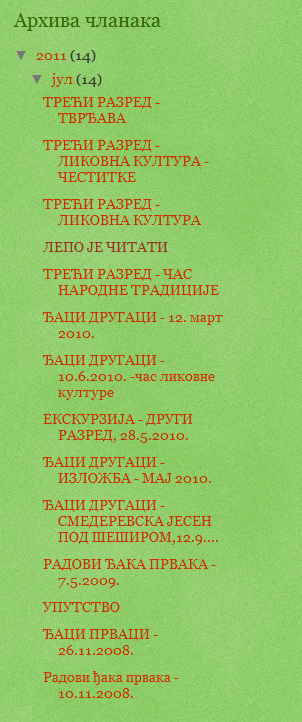 Архива чланака
▼ 2011 (14)
▼ јул (14)
ТРЕЋИ РАЗРЕД -
ТВРЂАВА
ТРЕЋИ РАЗРЕД -
ЛИКОВНА КУЛТУРА -
ЧЕСТИТКЕ
ТРЕЋИ РАЗРЕД -
ЛИКОВНА КУЛТУРА
ЛЕПО ЈЕ ЧИТАТИ
ТРЕЋИ РАЗРЕД - ЧАС
НАРОДНЕ ТРАДИЦИЈЕ
ЂАЦИ ДРУГАЦИ - 12. март
2010.
ЂАЦИ ДРУГАЦИ -
10.6.2010. -час ликовне
културе
ЕКСКУРЗИЈА - ДРУГИ
РАЗРЕД, 28.5.2010.
ЂАЦИ ДРУГАЦИ -
ИЗЛОЖБА - МАЈ 2010.
ЂАЦИ ДРУГАЦИ -
СМЕДЕРЕВСКА ЈЕСЕН
ПОД ШЕШИРОМ,12.9....
РАДОВИ ЂАКА ПРВАКА -
7.5.2009.
УПУТСТВО
ЂАЦИ ПРВАЦИ -
26.11.2008.
Радови ђака првака -
10.11.2008.